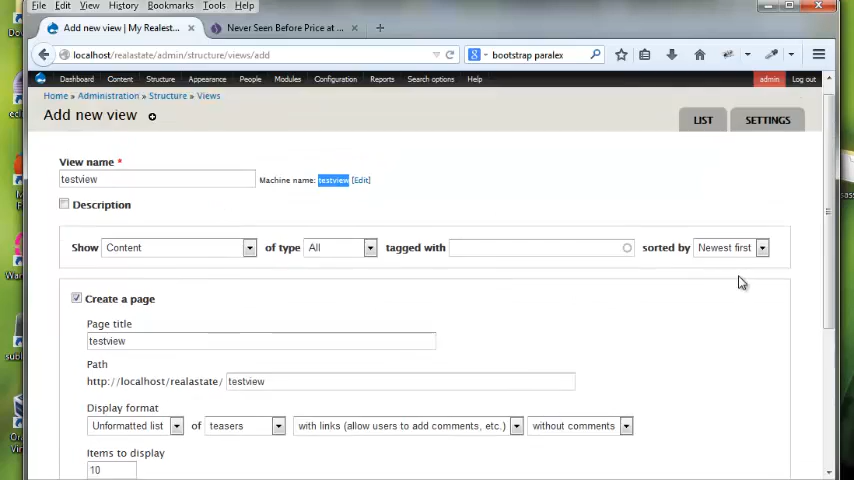 File Edit View History Bookmarks Tools Help
Add new view | My Realest... × Never Seen Before Price at ... × +
localhost/realastate/admin/structure/views/add bootstrap paralex
Dashboard Content Structure Appearance People Modules Configuration Reports Search options Help admin Log out
Home » Administration » Structure » Views
Add new view
LIST SETTINGS
View name *
testview Machine name: testview [Edit]
Description
Show Content of type All tagged with sorted by Newest first
Create a page
Page title
testview
Path
http://localhost/realastate/ testview
Display format
Unformatted list of teasers with links (allow users to add comments, etc.) without comments
Items to display
10